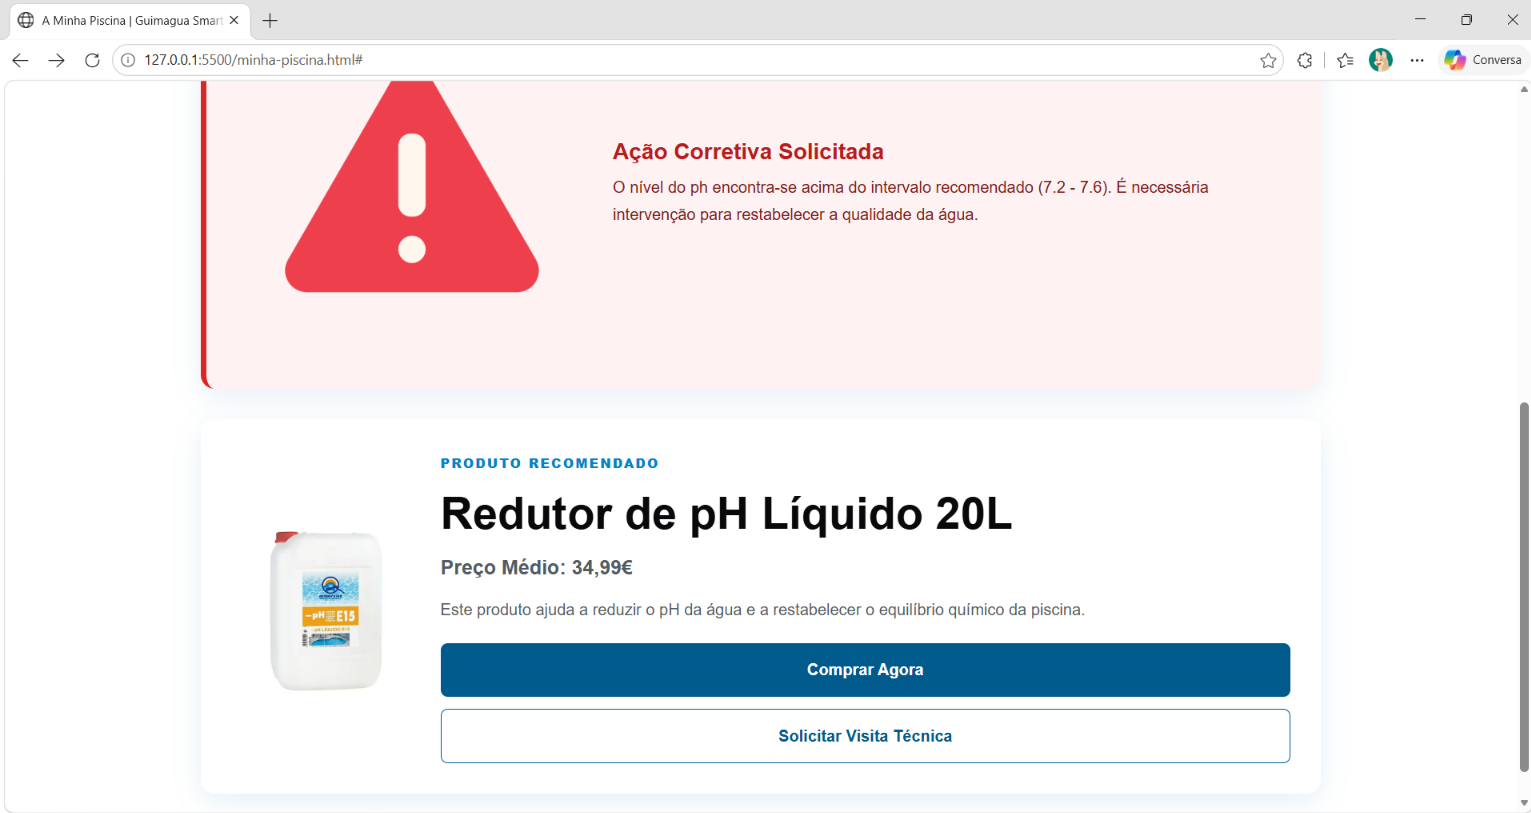 A Minha Piscina | Guimagua Smart
127.0.0.1:5500/minha-piscina.html#
Conversa
Ação Corretiva Solicitada
O nível do ph encontra-se acima do intervalo recomendado (7.2 - 7.6). É necessária
intervenção para restabelecer a qualidade da água.
PRODUTO RECOMENDADO
Redutor de pH Líquido 20L
Preço Médio: 34,99€
-pH E15
Este produto ajuda a reduzir o pH da água e a restabelecer o equilíbrio químico da piscina.
Comprar Agora
Solicitar Visita Técnica